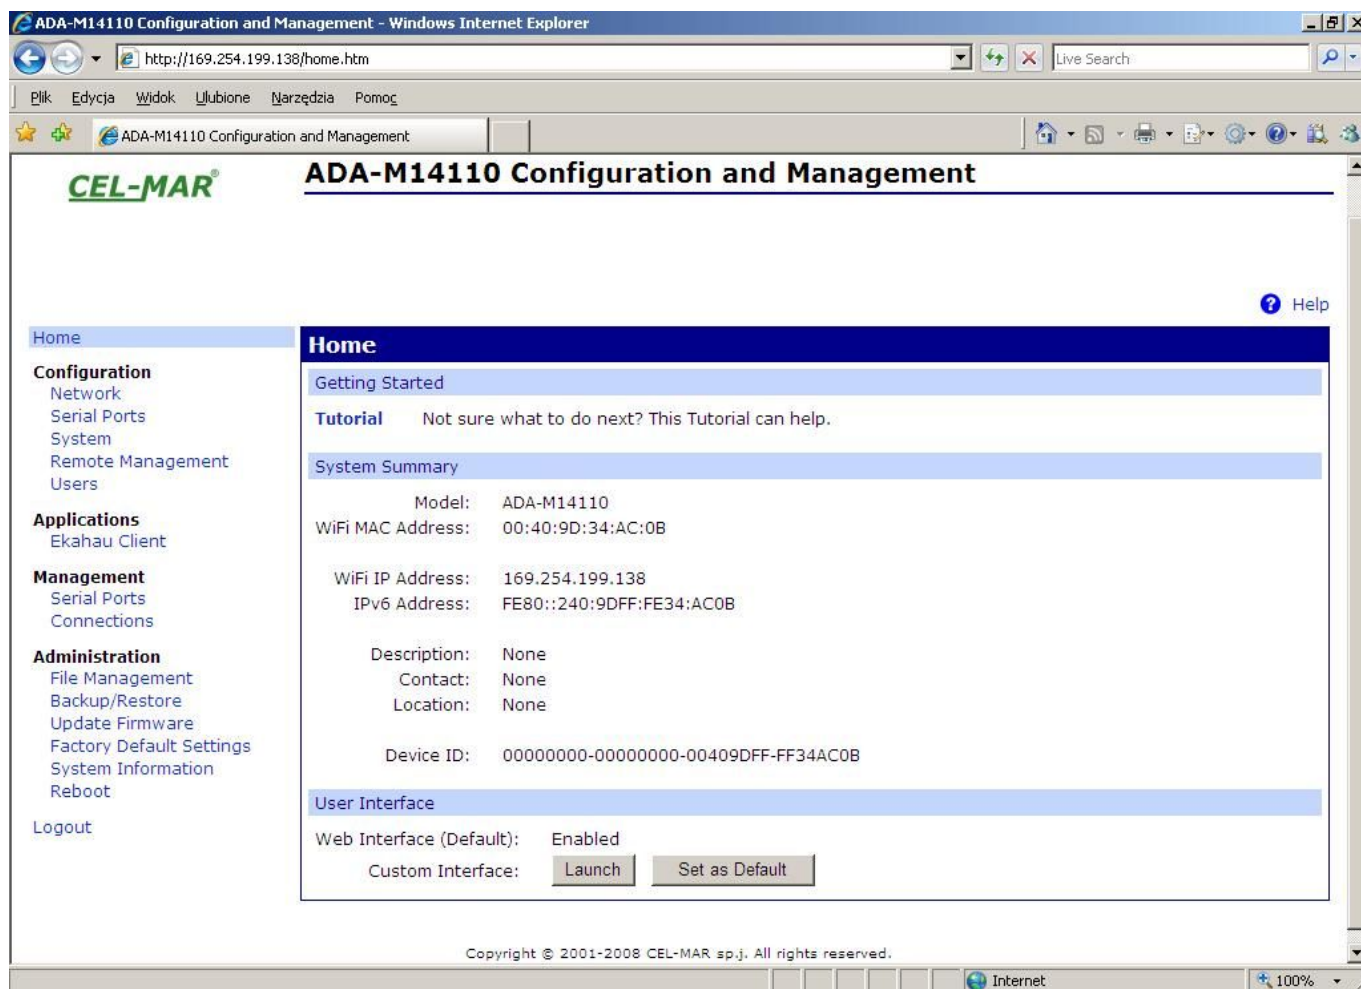 ADA-M14110 Configuration and Management - Windows Internet Explorer
http://169.254.199.138/home.htm
Live Search
Plik Edycja Widok Ulubione Narzędzia Pomoc
ADA-M14110 Configuration and Management
CEL-MAR®
ADA-M14110 Configuration and Management
Help
Home
Configuration
Network
Serial Ports
System
Remote Management
Users
Applications
Ekahau Client
Management
Serial Ports
Connections
Administration
File Management
Backup/Restore
Update Firmware
Factory Default Settings
System Information
Reboot
Logout
Home
Getting Started
Tutorial Not sure what to do next? This Tutorial can help.
System Summary
Model: ADA-M14110
WiFi MAC Address: 00:40:9D:34:AC:0B
WiFi IP Address: 169.254.199.138
IPv6 Address: FE80::240:9DFF:FE34:AC0B
Description: None
Contact: None
Location: None
Device ID: 00000000-00000000-00409DFF-FF34AC0B
User Interface
Web Interface (Default): Enabled
Custom Interface: Launch Set as Default
Copyright © 2001-2008 CEL-MAR sp.j. All rights reserved.
Internet 100%